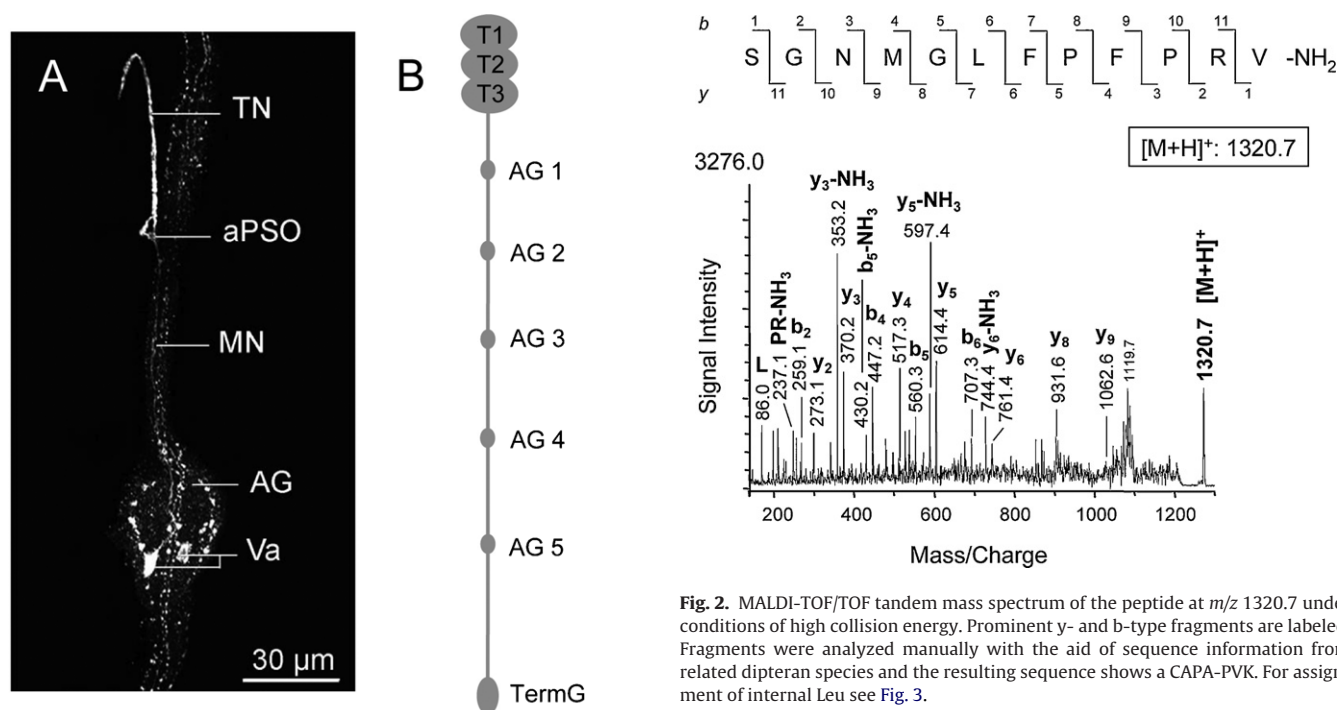 A
TN
aPSO
MN
AG
Va
30 µm
B
T1
T2
T3
AG 1
AG 2
AG 3
AG 4
AG 5
TermG
b 1 2 3 4 5 6 7 8 9 10 11
S G N M G L F P F P R V -NH2
y 11 10 9 8 7 6 5 4 3 2 1
[M+H]+: 1320.7
3276.0
Signal Intensity
L 86.0
PR-NH3 237.1
b2 259.1
y2 273.1
y3-NH3 353.2
y3 370.2
b5-NH3 430.2
b4 447.2
y4 517.3
b5 560.3
y5-NH3 597.4
y5 614.4
b6 707.3
y6-NH3 744.4
y6 761.4
y8 931.6
y9 1062.6
1119.7
1320.7 [M+H]+
200 400 600 800 1000 1200
Mass/Charge
Fig. 2. MALDI-TOF/TOF tandem mass spectrum of the peptide at m/z 1320.7 unde
conditions of high collision energy. Prominent y- and b-type fragments are labele
Fragments were analyzed manually with the aid of sequence information fron
related dipteran species and the resulting sequence shows a CAPA-PVK. For assign
ment of internal Leu see Fig. 3.